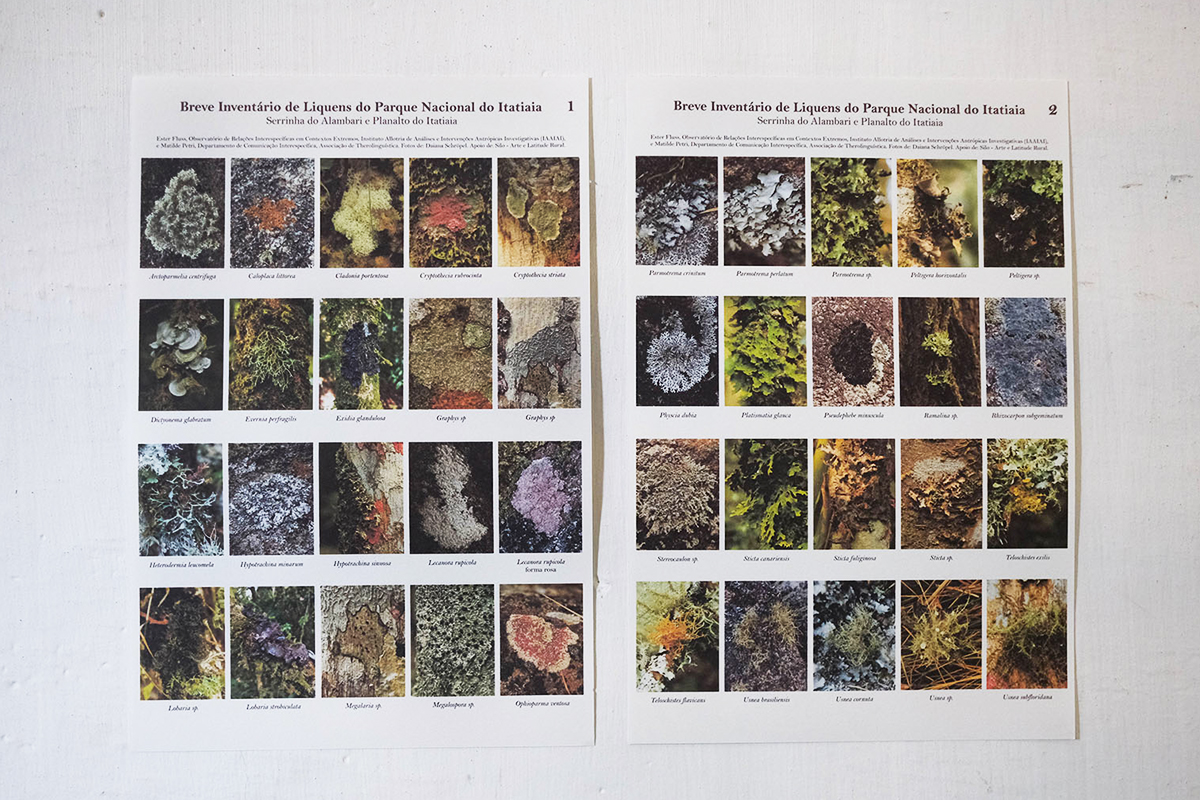 Breve Inventário de Liquens do Parque Nacional do Itatiaia 1
Serrinha do Alambari e Planalto do Itatiaia
Ester Fluss, Observatório de Relações Interespecíficas em Contextos Extremos, Instituto Allotria de Análises e Intervenções Antrópicas Investigativas (IAAIAI),
e Matilde Petri, Departamento de Comunicação Interespecífica, Associação de Therolinguística. Fotos de: Daiana Schröpel. Apoio de: Silo - Arte e Latitude Rural.
Arctoparmelia centrifuga Caloplaca littorea Cladonia portentosa Cryptothecia rubrocinta Cryptothecia striata
Dictyonema glabratum Evernia perfragilis Exidia glandulosa Graphys sp Graphys sp
Heterodermia leucomela Hypotrachina minarum Hypotrachina sinuosa Lecanora rupicola Lecanora rupicola
forma rosa
Lobaria sp. Lobaria strobiculata Megalaria sp. Megalospora sp. Ophioparma ventosa
Breve Inventário de Liquens do Parque Nacional do Itatiaia 2
Serrinha do Alambari e Planalto do Itatiaia
Ester Fluss, Observatório de Relações Interespecíficas em Contextos Extremos, Instituto Allotria de Análises e Intervenções Antrópicas Investigativas (IAAIAI),
e Matilde Petri, Departamento de Comunicação Interespecífica, Associação de Therolinguística. Fotos de: Daiana Schröpel. Apoio de: Silo - Arte e Latitude Rural.
Parmotrema crinitum Parmotrema perlatum Parmotrema sp. Peltigera horizontalis Peltigera sp.
Physcia dubia Platismatia glauca Pseudephebe minuscula Ramalina sp. Rhizocarpon subgeminatum
Stereocaulon sp. Sticta canariensis Sticta fuliginosa Sticta sp. Teloschistes exilis
Teloschistes flavicans Usnea brasiliensis Usnea cornuta Usnea sp. Usnea subfloridana